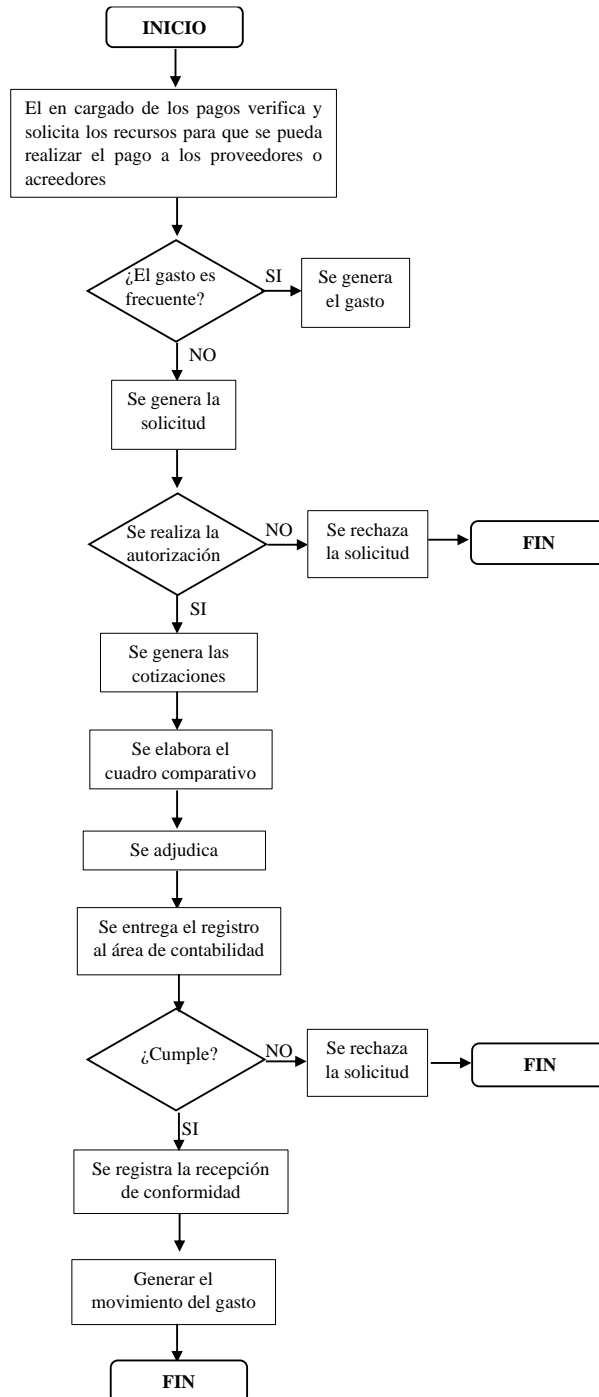 INICIO
El en cargado de los pagos verifica y
solicita los recursos para que se pueda
realizar el pago a los proveedores o
acreedores
¿El gasto es
frecuente?
SI
Se genera
el gasto
NO
Se genera la
solicitud
Se realiza la
autorización
NO
Se rechaza
la solicitud
FIN
SI
Se genera las
cotizaciones
Se elabora el
cuadro comparativo
Se adjudica
Se entrega el registro
al área de contabilidad
¿Cumple?
NO
Se rechaza
la solicitud
FIN
SI
Se registra la recepción
de conformidad
Generar el
movimiento del gasto
FIN